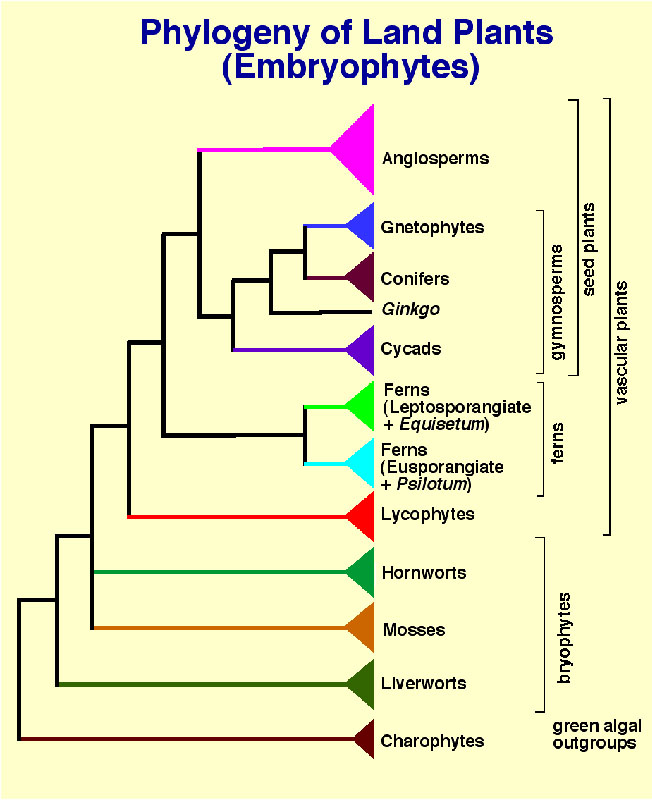 Phylogeny of Land Plants
(Embryophytes)
Angiosperms
Gnetophytes
Conifers
Ginkgo
Cycads
Ferns
(Leptosporangiate
+ Equisetum)
Ferns
(Eusporangiate
+ Psilotum)
Lycophytes
Hornworts
Mosses
Liverworts
Charophytes
gymnosperms
seed plants
vascular plants
ferns
bryophytes
green algal
outgroups